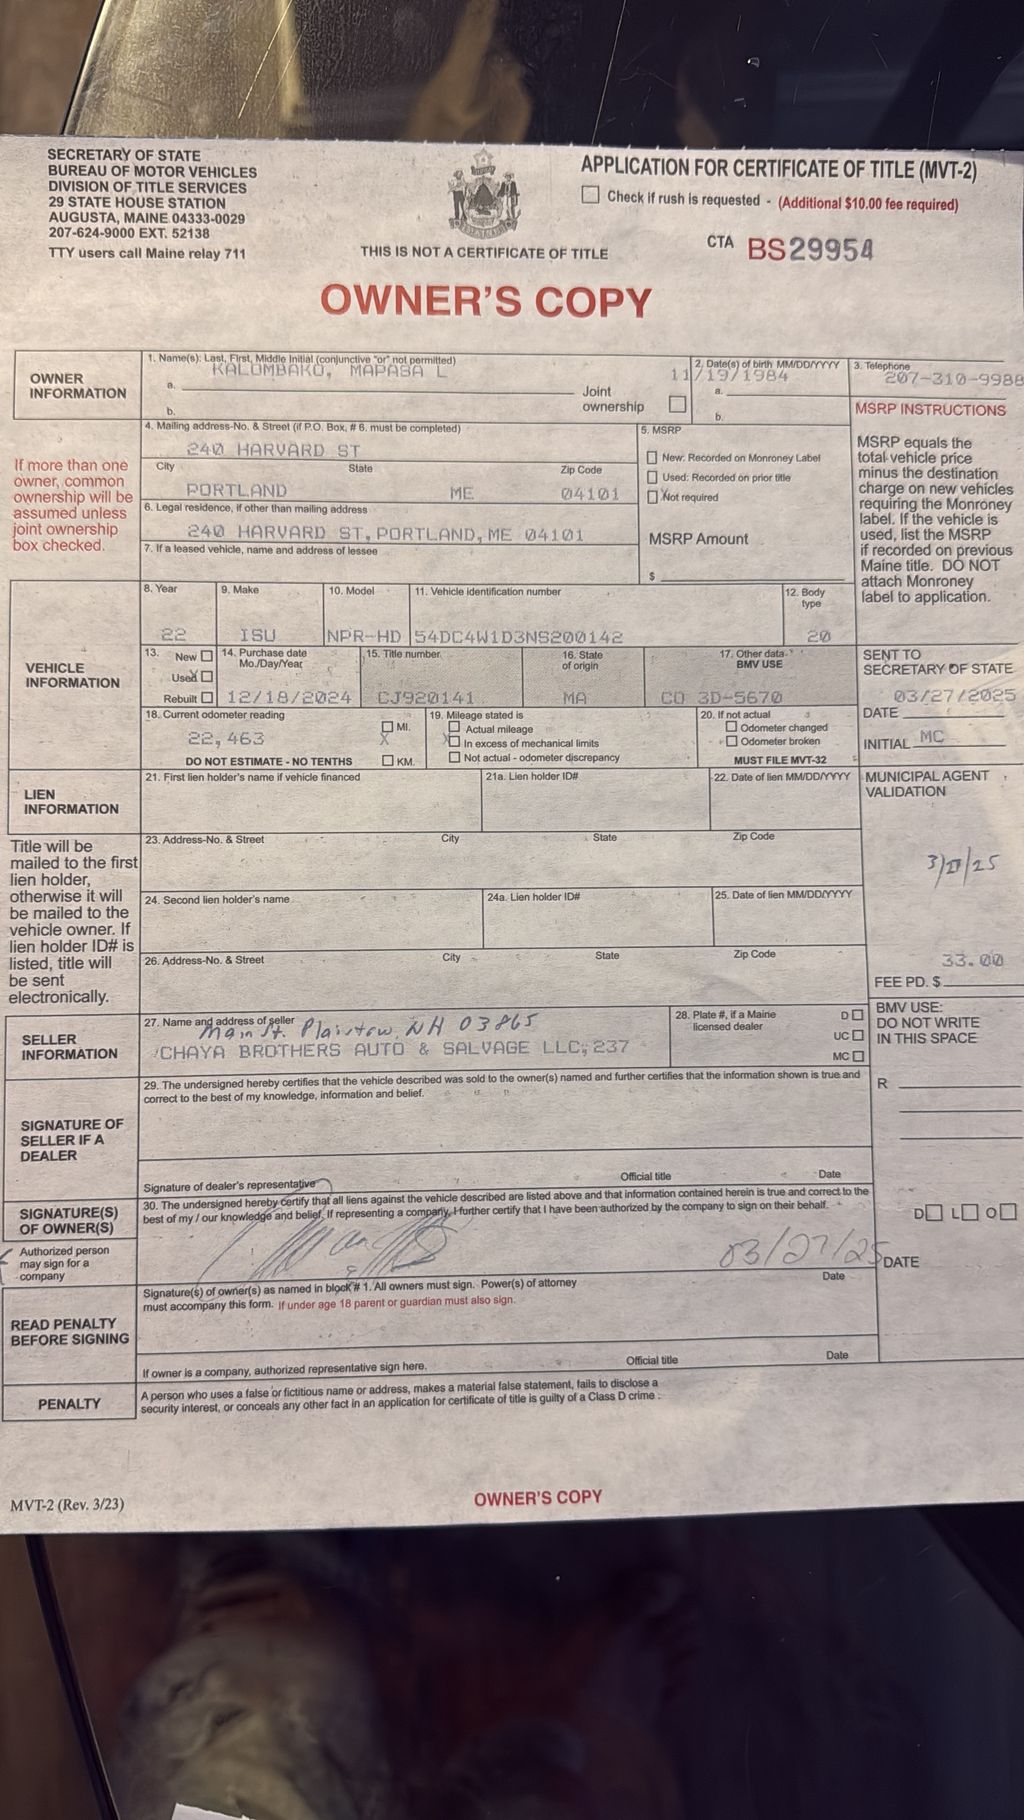 SECRETARY OF STATE
BUREAU OF MOTOR VEHICLES
DIVISION OF TITLE SERVICES
29 STATE HOUSE STATION
AUGUSTA, MAINE 04333-0029
207-624-9000 EXT. 52138
TTY users call Maine relay 711
THIS IS NOT A CERTIFICATE OF TITLE
APPLICATION FOR CERTIFICATE OF TITLE (MVT-2)
Check if rush is requested - (Additional $10.00 fee required)
CTA BS29954
OWNER'S COPY
OWNER INFORMATION
1. Name(s): Last, First, Middle Initial (conjunctive "or" not permitted)
KALOMBAKO, MAPASA L
a.
b.
Joint ownership
2. Date(s) of birth MM/DD/YYYY
11/19/1984
a.
b.
3. Telephone
207-310-9988
If more than one owner, common ownership will be assumed unless joint ownership box checked.
4. Mailing address-No. & Street (if P.O. Box, # 6. must be completed)
240 HARVARD ST
City State Zip Code
PORTLAND ME 04101
6. Legal residence, if other than mailing address
240 HARVARD ST, PORTLAND, ME 04101
7. If a leased vehicle, name and address of lessee
5. MSRP
New: Recorded on Monroney Label
Used: Recorded on prior title
Not required
MSRP Amount
$
MSRP INSTRUCTIONS
MSRP equals the
total vehicle price
minus the destination
charge on new vehicles
requiring the Monroney
label. If the vehicle is
used, list the MSRP
if recorded on previous
Maine title. DO NOT
attach Monroney
label to application.
VEHICLE INFORMATION
8. Year 9. Make 10. Model 11. Vehicle identification number 12. Body type
22 ISU NPR-HD 54DC4W1D3NS200142 20
13. New
Used X
Rebuilt
14. Purchase date Mo./Day/Year
12/18/2024
15. Title number
CJ920141
16. State of origin
MA
17. Other data BMV USE
CO 3D-5670
18. Current odometer reading
22,463
MI.
X
KM.
DO NOT ESTIMATE - NO TENTHS
19. Mileage stated is
Actual mileage
X In excess of mechanical limits
Not actual - odometer discrepancy
20. If not actual
Odometer changed
Odometer broken
MUST FILE MVT-32
SENT TO
SECRETARY OF STATE
03/27/2025
DATE
INITIAL MC
LIEN INFORMATION
21. First lien holder's name if vehicle financed
21a. Lien holder ID#
22. Date of lien MM/DD/YYYY
23. Address-No. & Street City State Zip Code
24. Second lien holder's name
24a. Lien holder ID#
25. Date of lien MM/DD/YYYY
26. Address-No. & Street City State Zip Code
Title will be
mailed to the first
lien holder,
otherwise it will
be mailed to the
vehicle owner. If
lien holder ID# is
listed, title will
be sent
electronically.
MUNICIPAL AGENT
VALIDATION
33.00
FEE PD. $
SELLER INFORMATION
27. Name and address of seller
Main St. Plaistow, NH 03865
CHAYA BROTHERS AUTO & SALVAGE LLC, 237
28. Plate #, if a Maine licensed dealer
D
UC
MC
BMV USE:
DO NOT WRITE
IN THIS SPACE
R
SIGNATURE OF
SELLER IF A
DEALER
29. The undersigned hereby certifies that the vehicle described was sold to the owner(s) named and further certifies that the information shown is true and
correct to the best of my knowledge, information and belief.
Signature of dealer's representative Official title Date
SIGNATURE(S)
OF OWNER(S)
Authorized person
may sign for a
company
30. The undersigned hereby certify that all liens against the vehicle described are listed above and that information contained herein is true and correct to the
best of my / our knowledge and belief. If representing a company, I further certify that I have been authorized by the company to sign on their behalf.
03/27/25
Signature(s) of owner(s) as named in block # 1. All owners must sign. Power(s) of attorney Date
must accompany this form. If under age 18 parent or guardian must also sign.
D L O
DATE
READ PENALTY
BEFORE SIGNING
If owner is a company, authorized representative sign here. Official title Date
PENALTY
A person who uses a false or fictitious name or address, makes a material false statement, fails to disclose a
security interest, or conceals any other fact in an application for certificate of title is guilty of a Class D crime.
MVT-2 (Rev. 3/23)
OWNER'S COPY